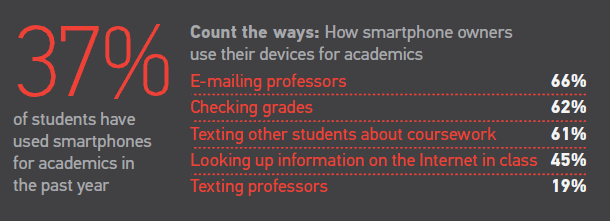 37%
of students have
used smartphones
for academics in
the past year
Count the ways: How smartphone owners
use their devices for academics
E-mailing professors 66%
Checking grades 62%
Texting other students about coursework 61%
Looking up information on the Internet in class 45%
Texting professors 19%